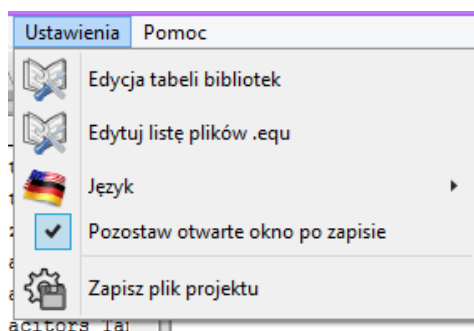 Ustawienia Pomoc
Edycja tabeli bibliotek
Edytuj listę plików .equ
Język
Pozostaw otwarte okno po zapisie
Zapisz plik projektu
acitors